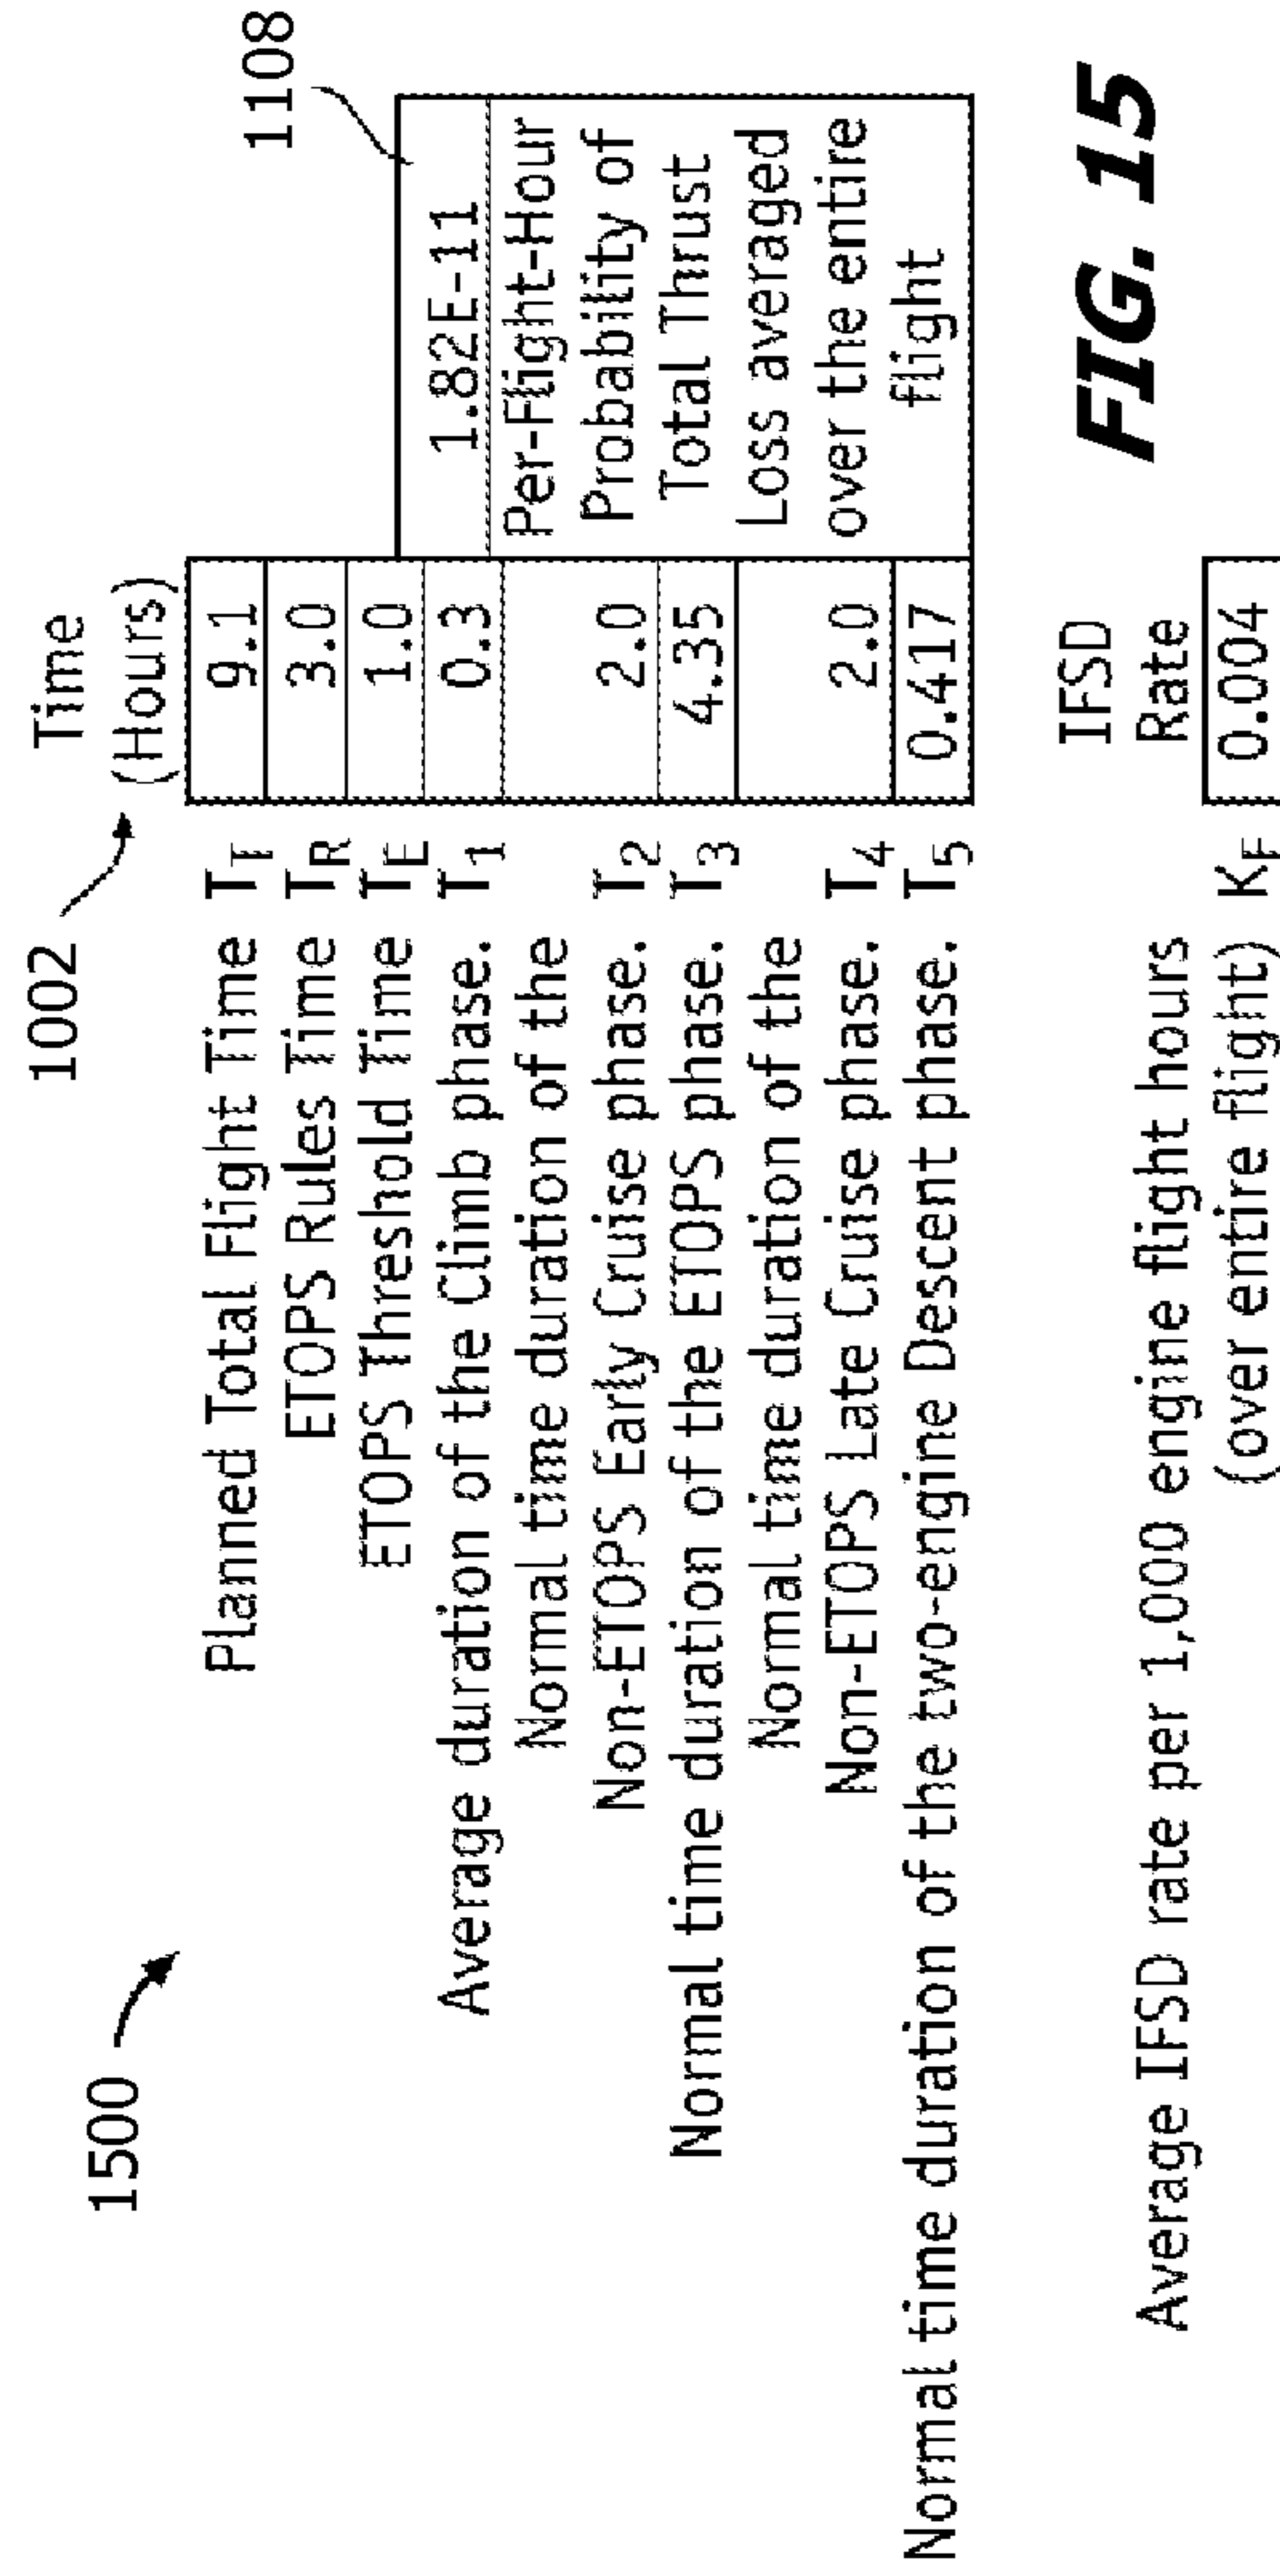 1500
1002
Time
(Hours)
1108
Planned Total Flight Time T_T 9.1
ETOPS Rules Time T_R 3.0
ETOPS Threshold Time T_E 1.0
Average duration of the Climb phase. T_1 0.3
Normal time duration of the
Non-ETOPS Early Cruise phase. T_2 2.0
Normal time duration of the ETOPS phase. T_3 4.35
Normal time duration of the
Non-ETOPS Late Cruise phase. T_4 2.0
Normal time duration of the two-engine Descent phase. T_5 0.417
1.82E-11
Per-Flight-Hour
Probability of
Total Thrust
Loss averaged
over the entire
flight
IFSD
Rate
Average IFSD rate per 1,000 engine flight hours
(over entire flight) K_F 0.004
FIG. 15